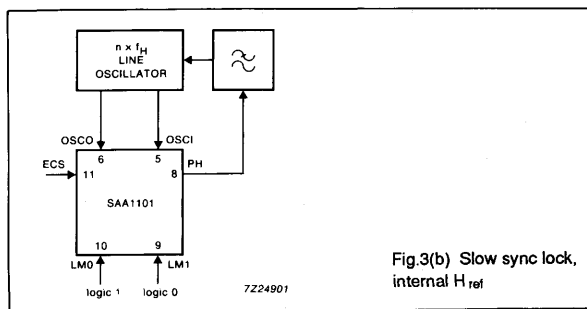 n x fH
LINE
OSCILLATOR
OSCO
OSCI
6
5
ECS
PH
11
8
SAA1101
10
9
LM0
LM1
logic 1
logic 0
7Z24901
Fig.3(b) Slow sync lock,
internal H ref